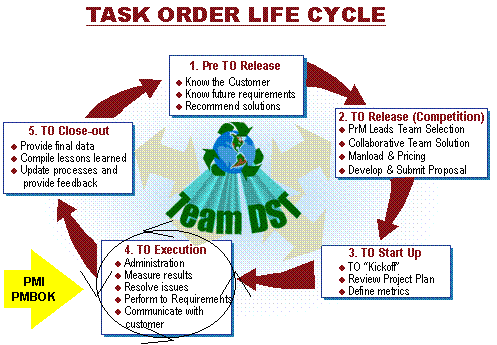 TASK ORDER LIFE CYCLE
1. Pre TO Release
Know the Customer
Know future requirements
Recommend solutions
2. TO Release (Competition)
PrM Leads Team Selection
Collaborative Team Solution
Manload & Pricing
Develop & Submit Proposal
3. TO Start Up
TO "Kickoff"
Review Project Plan
Define metrics
4. TO Execution
Administration
Measure results
Resolve issues
Perform to Requirements
Communicate with
customer
5. TO Close-out
Provide final data
Compile lessons learned
Update processes and
provide feedback
Team DST
PMI
PMBOK